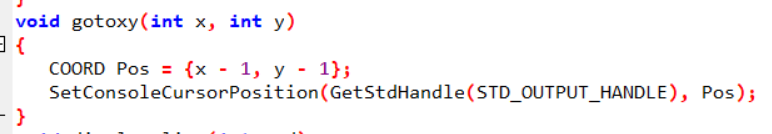 }
void gotoxy(int x, int y)
{
COORD Pos = {x - 1, y - 1};
SetConsoleCursorPosition(GetStdHandle(STD_OUTPUT_HANDLE), Pos);
}